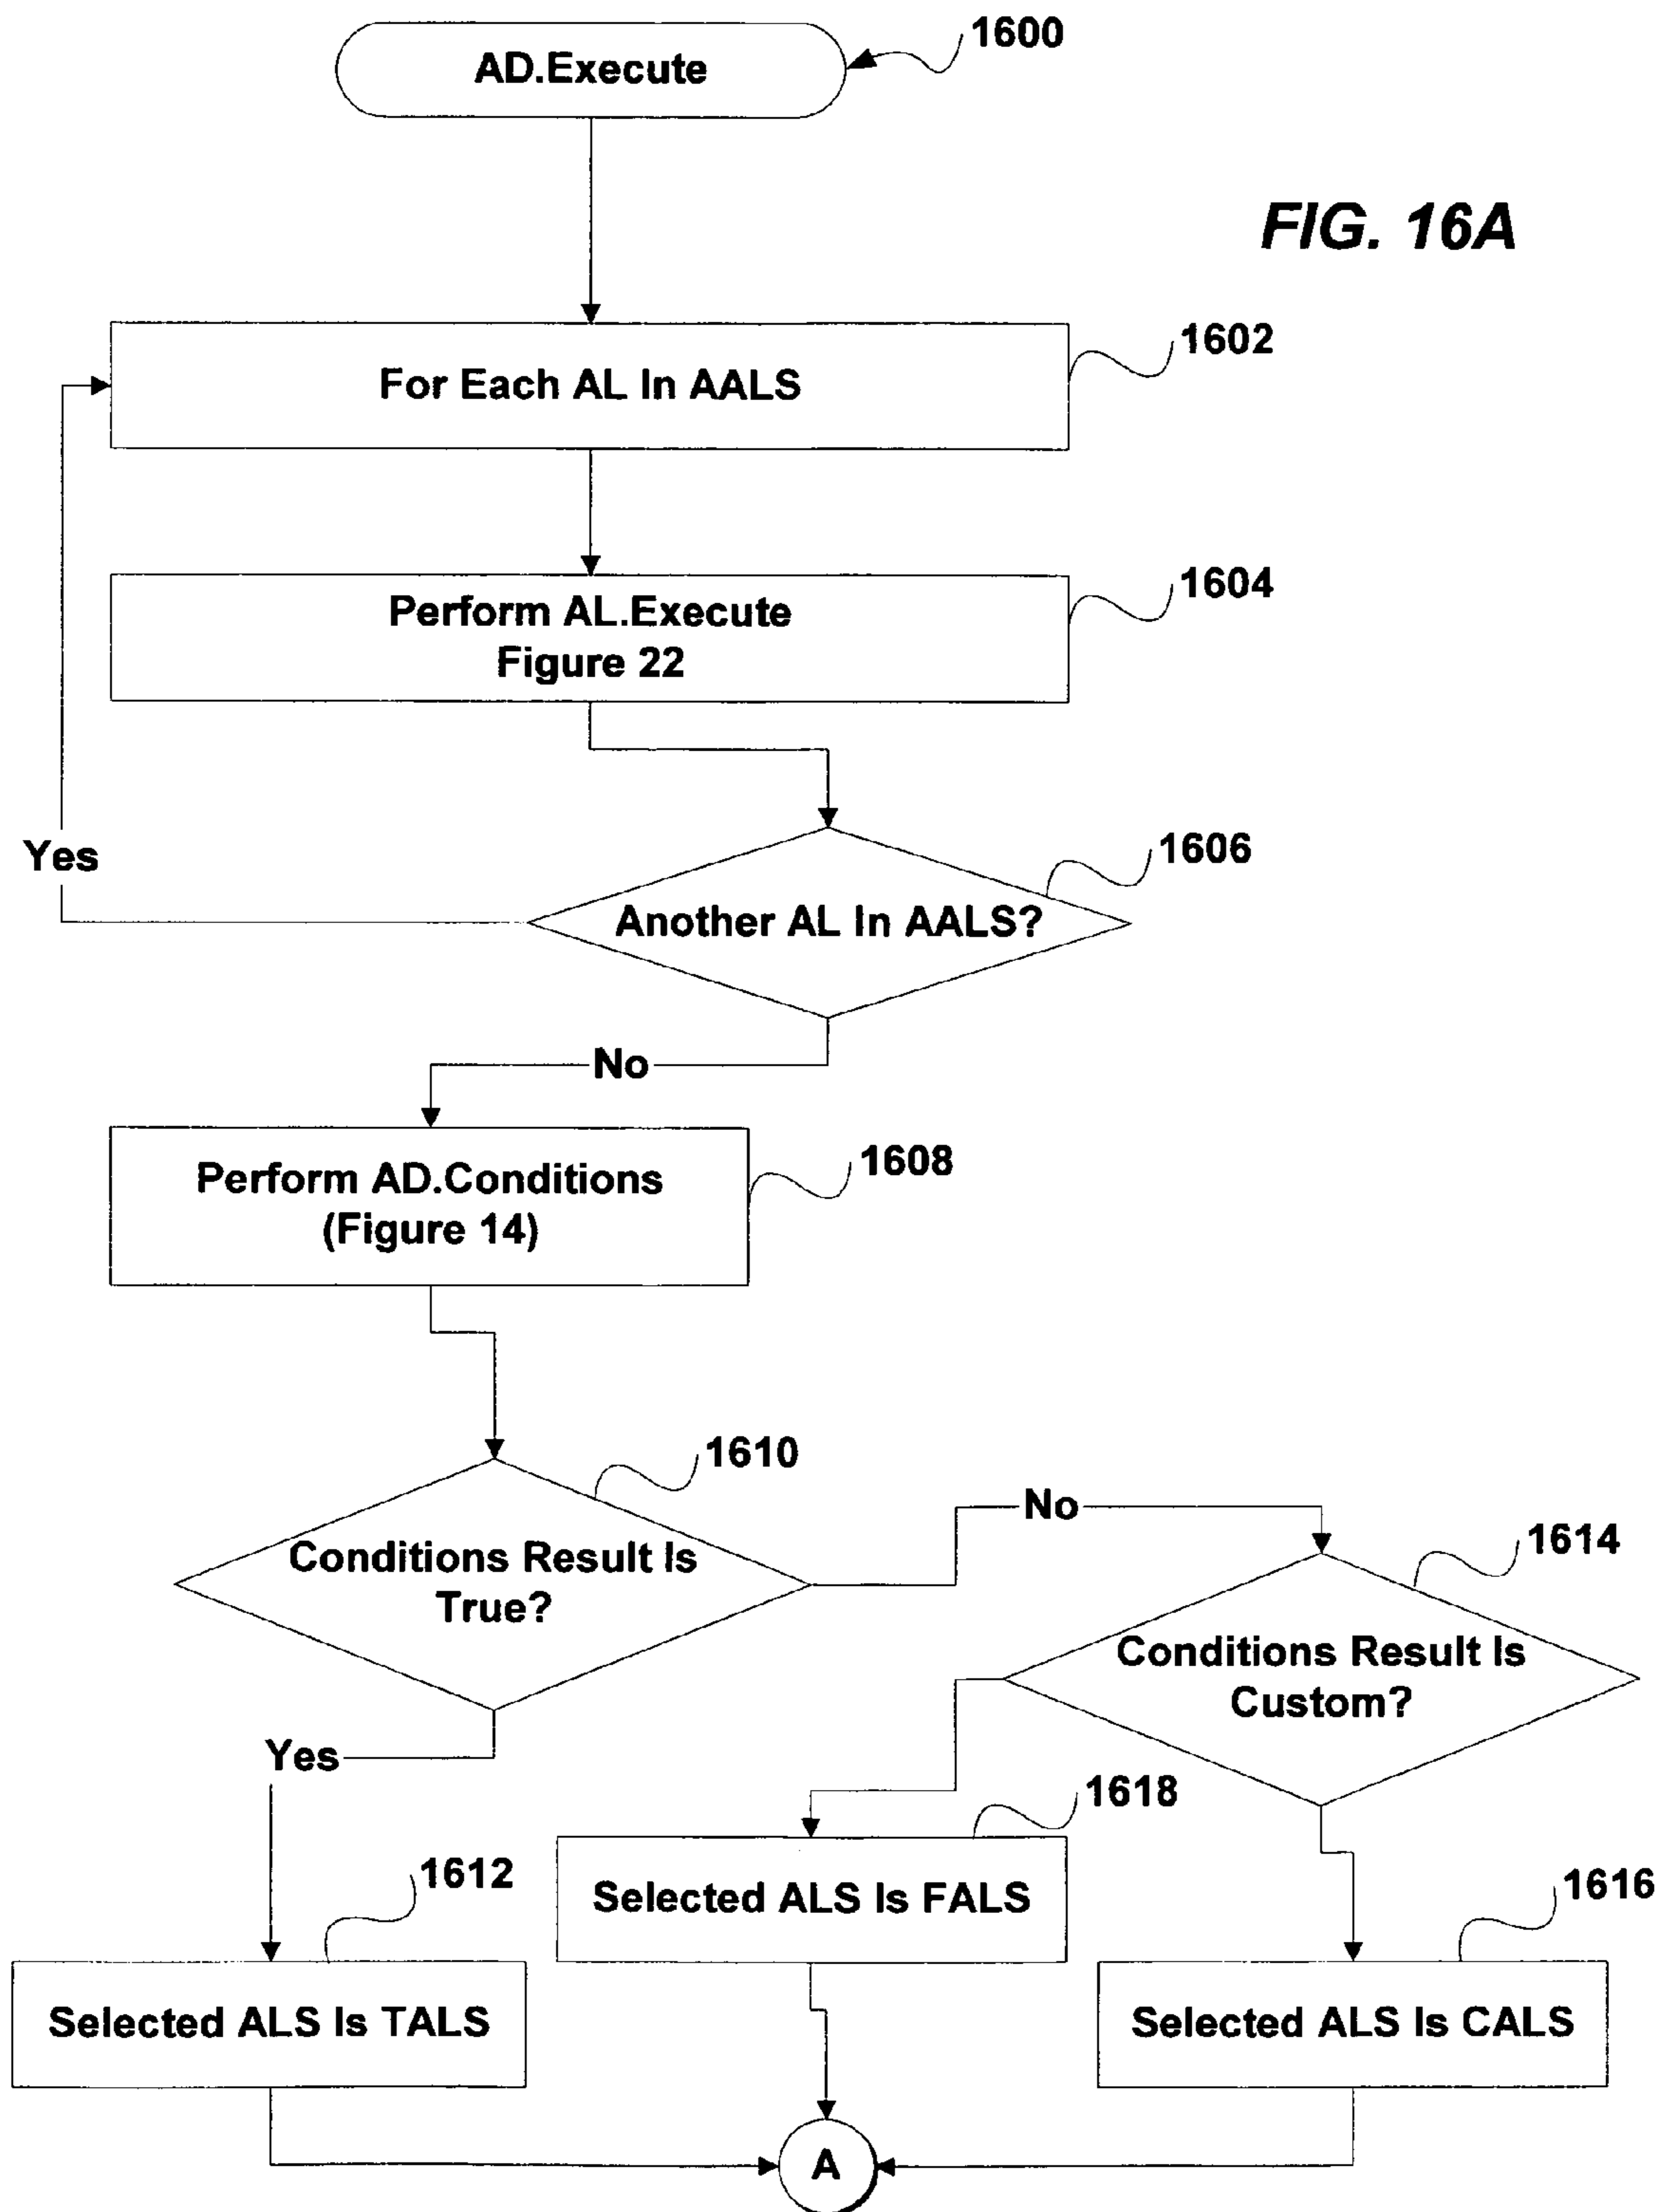 AD.Execute
1600
FIG. 16A
For Each AL In AALS
1602
Perform AL.Execute
Figure 22
1604
Yes
Another AL In AALS?
1606
No
Perform AD.Conditions
(Figure 14)
1608
Conditions Result Is
True?
1610
No
Conditions Result Is
Custom?
1614
Yes
Selected ALS Is FALS
1618
Selected ALS Is TALS
1612
Selected ALS Is CALS
1616
A